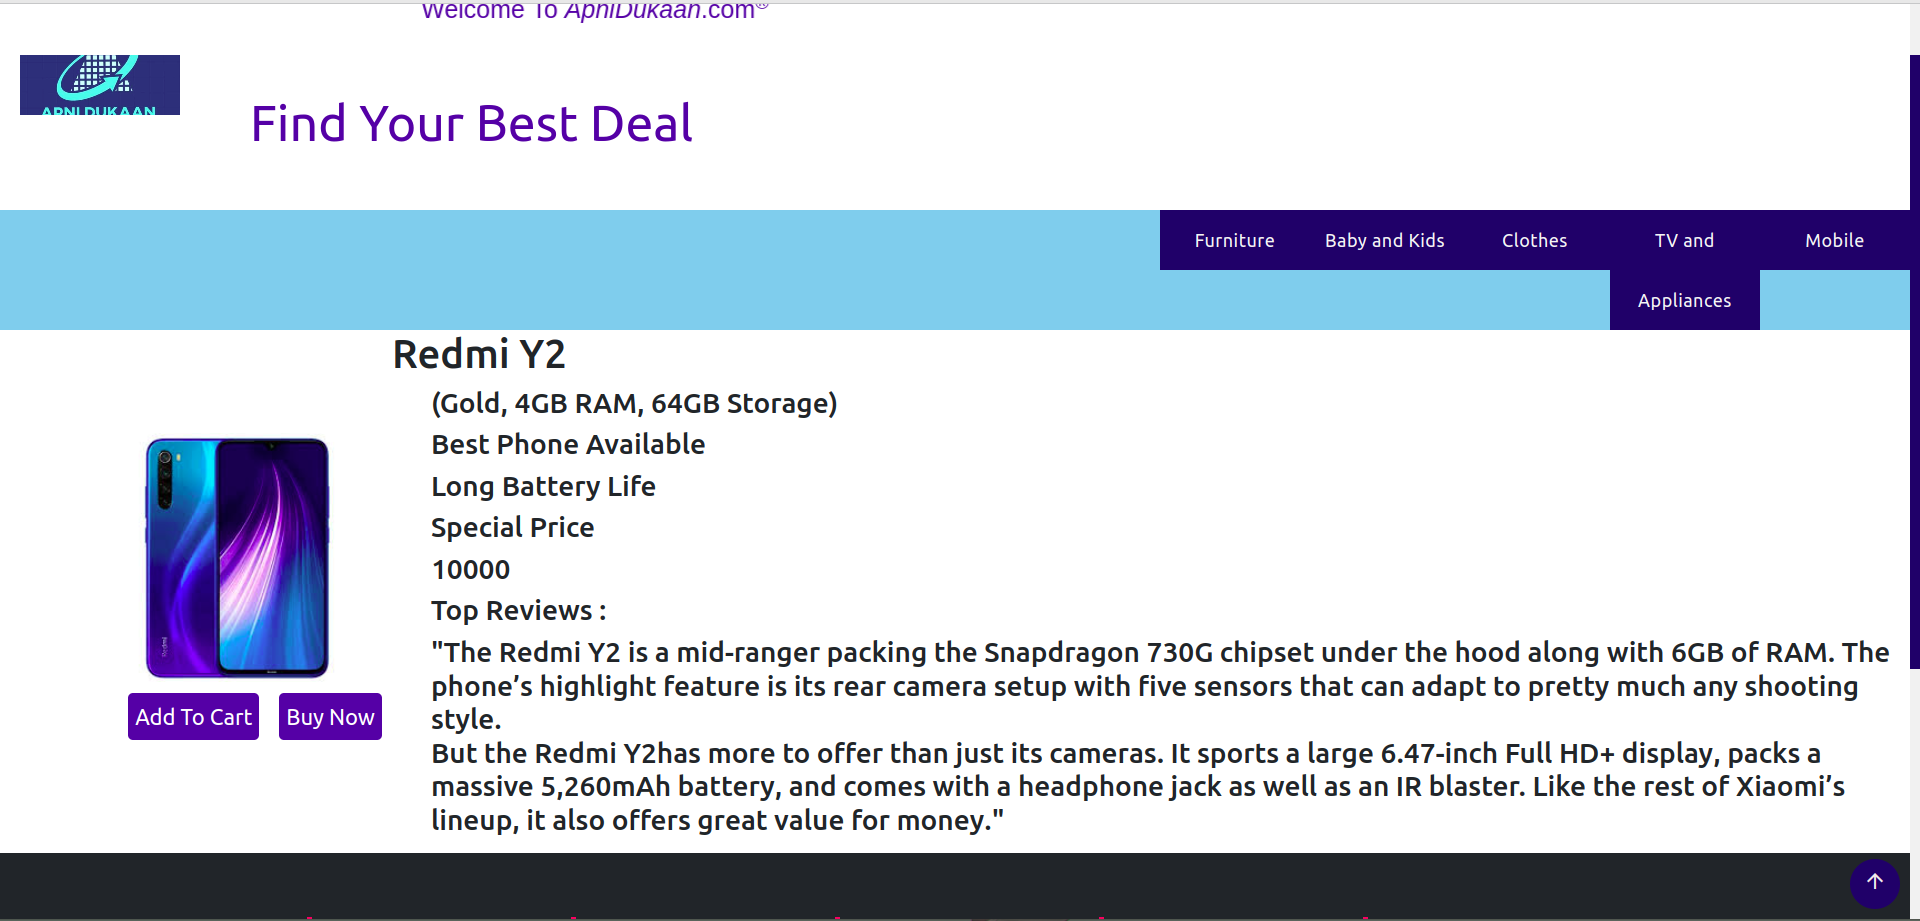 Welcome To ApniDukaan.com®
APNI DUKAAN
Find Your Best Deal
Furniture Baby and Kids Clothes TV and Mobile
Appliances
Redmi Y2
(Gold, 4GB RAM, 64GB Storage)
Best Phone Available
Long Battery Life
Special Price
10000
Top Reviews :
"The Redmi Y2 is a mid-ranger packing the Snapdragon 730G chipset under the hood along with 6GB of RAM. The
phone’s highlight feature is its rear camera setup with five sensors that can adapt to pretty much any shooting
style.
But the Redmi Y2has more to offer than just its cameras. It sports a large 6.47-inch Full HD+ display, packs a
massive 5,260mAh battery, and comes with a headphone jack as well as an IR blaster. Like the rest of Xiaomi’s
lineup, it also offers great value for money."
Redmi
Add To Cart Buy Now